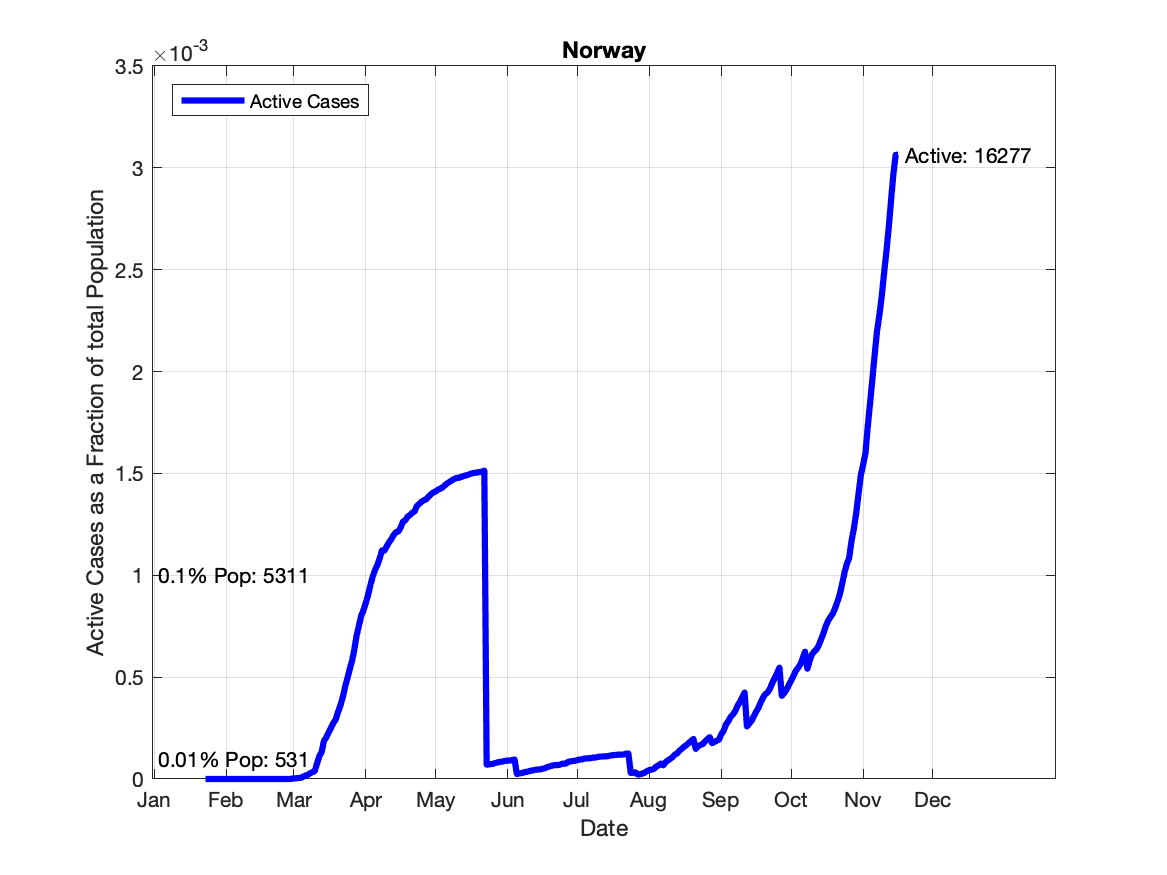 Norway
×10-3
Active Cases
3.5
3
2.5
2
1.5
1
0.5
0
Active Cases as a Fraction of total Population
Active: 16277
0.1% Pop: 5311
0.01% Pop: 531
Jan Feb Mar Apr May Jun Jul Aug Sep Oct Nov Dec
Date